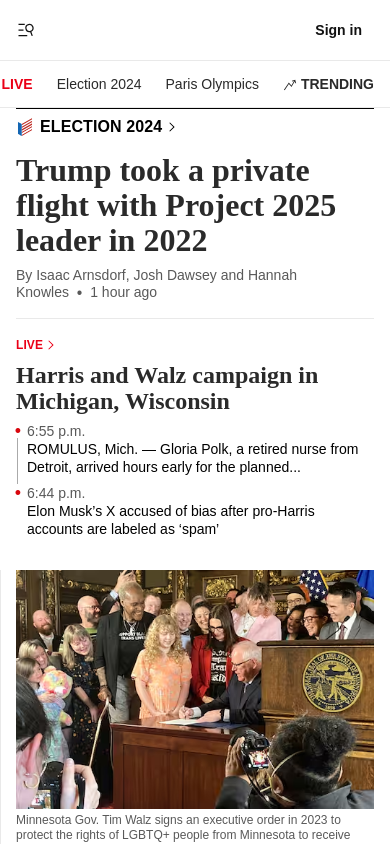 Sign in
LIVE
Election 2024
Paris Olympics
TRENDING
ELECTION 2024
Trump took a private
flight with Project 2025
leader in 2022
By Isaac Arnsdorf, Josh Dawsey and Hannah
Knowles • 1 hour ago
LIVE
Harris and Walz campaign in
Michigan, Wisconsin
6:55 p.m.
ROMULUS, Mich. — Gloria Polk, a retired nurse from
Detroit, arrived hours early for the planned...
6:44 p.m.
Elon Musk’s X accused of bias after pro-Harris
accounts are labeled as ‘spam’
Minnesota Gov. Tim Walz signs an executive order in 2023 to
protect the rights of LGBTQ+ people from Minnesota to receive